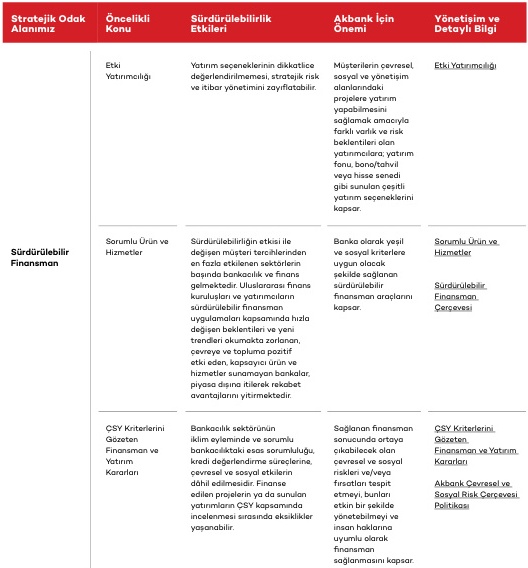 Stratejik Odak
Alanımız
Öncelikli
Konu
Sürdürülebilirlik
Etkileri
Akbank İçin
Önemi
Yönetişim ve
Detaylı Bilgi
Sürdürülebilir
Finansman
Etki
Yatırımcılığı
Yatırım seçeneklerinin dikkatlice
değerlendirilmemesi, stratejik risk
ve itibar yönetimini zayıflatabilir.
Müşterilerin çevresel,
sosyal ve yönetişim
alanlarındaki
projelere yatırım
yapabilmesini
sağlamak amacıyla
farklı varlık ve risk
beklentileri olan
yatırımcılara; yatırım
fonu, bono/tahvil
veya hisse senedi
gibi sunulan çeşitli
yatırım seçeneklerini
kapsar.
Etki Yatırımcılığı
Sorumlu Ürün ve
Hizmetler
Sürdürülebilirliğin etkisi ile
değişen müşteri tercihlerinden
en fazla etkilenen sektörlerin
başında bankacılık ve finans
gelmektedir. Uluslararası finans
kuruluşları ve yatırımcıların
sürdürülebilir finansman
uygulamaları kapsamında hızla
değişen beklentileri ve yeni
trendleri okumakta zorlanan,
çevreye ve topluma pozitif
etki eden, kapsayıcı ürün ve
hizmetler sunamayan bankalar,
piyasa dışına itilerek rekabet
avantajlarını yitirmektedir.
Banka olarak yeşil
ve sosyal kriterlere
uygun olacak
şekilde sağlanan
sürdürülebilir
finansman araçlarını
kapsar.
Sorumlu Ürün ve
Hizmetler
Sürdürülebilir
Finansman
Çerçevesi
ÇSY Kriterlerini
Gözeten
Finansman ve
Yatırım
Kararları
Bankacılık sektörünün
iklim eyleminde ve sorumlu
bankacılıktaki esas sorumluluğu,
kredi değerlendirme süreçlerine,
çevresel ve sosyal etkilerin
dâhil edilmesidir. Finanse
edilen projelerin ya da sunulan
yatırımların ÇSY kapsamında
incelenmesi sırasında eksiklikler
yaşanabilir.
Sağlanan finansman
sonucunda ortaya
çıkabilecek olan
çevresel ve sosyal
riskleri ve/veya
fırsatları tespit
etmeyi, bunları
etkin bir şekilde
yönetebilmeyi ve
insan haklarına
uyumlu olarak
finansman
sağlanmasını kapsar.
ÇSY Kriterlerini
Gözeten
Finansman ve Yatırım
Kararları
Akbank Çevresel ve
Sosyal Risk Çerçevesi
Politikası